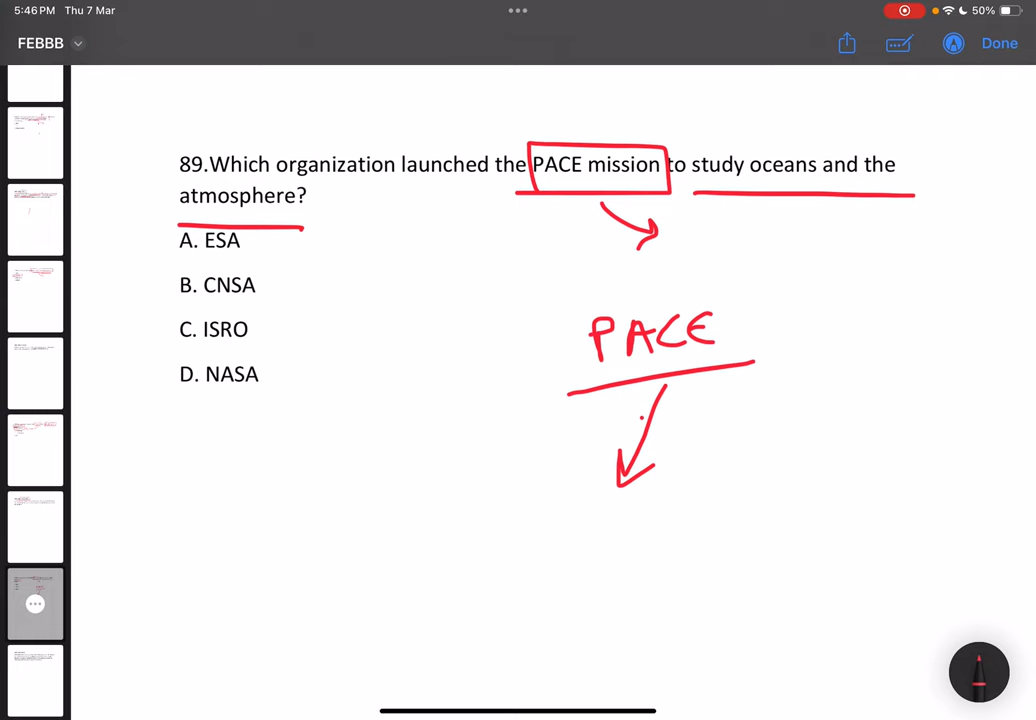 5:46 PM Thu 7 Mar
50%
FEBBB
Done
89.Which organization launched the PACE mission to study oceans and the
atmosphere?
A. ESA
B. CNSA
C. ISRO
D. NASA
PACE